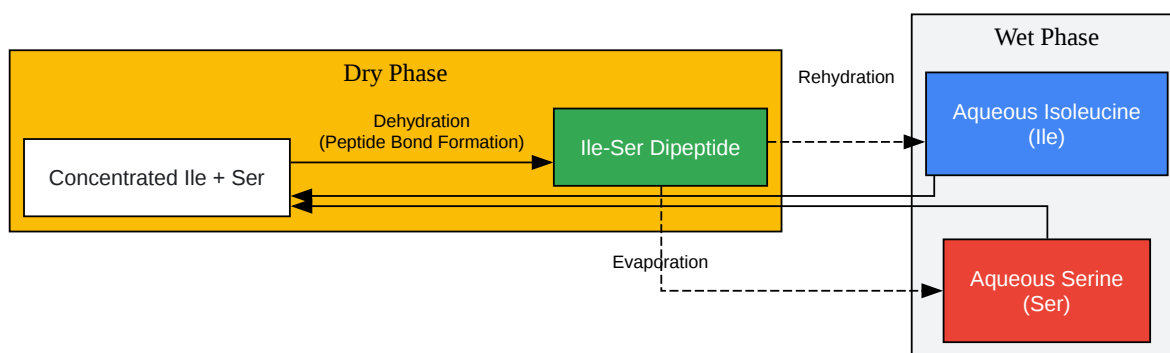 Wet Phase
Dry Phase
Rehydration
Aqueous Isoleucine
(Ile)
Dehydration
(Peptide Bond Formation)
Ile-Ser Dipeptide
Concentrated Ile + Ser
Evaporation
Aqueous Serine
(Ser)